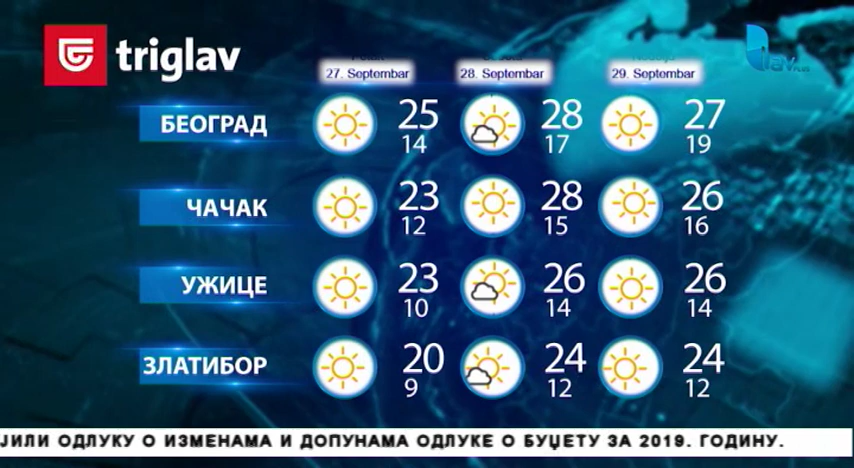 triglav
27. Septembar
28. Septembar
29. Septembar
БЕОГРАД 25 14 28 17 27 19
ЧАЧАК 23 12 28 15 26 16
УЖИЦЕ 23 10 26 14 26 14
ЗЛАТИБОР 20 9 24 12 24 12
ЈИЛИ ОДЛУКУ О ИЗМЕНАМА И ДОПУНАМА ОДЛУКЕ О БУЏЕТУ ЗА 2019. ГОДИНУ.